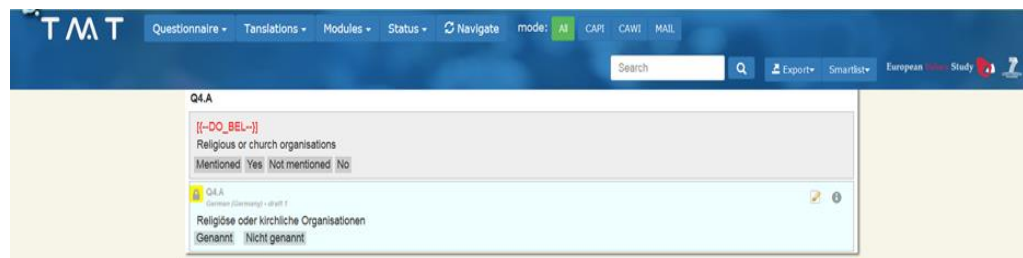 TMT Questionnaire Translations Modules Status Navigate mode: All CAPI CAWI MAIL
Search Export Smartlist European Values Study
Q4.A
[{--DO_BEL--}]
Religious or church organisations
Mentioned Yes Not mentioned No
Q4.A
German (Germany) - draft 1
Religiöse oder kirchliche Organisationen
Genannt Nicht genannt